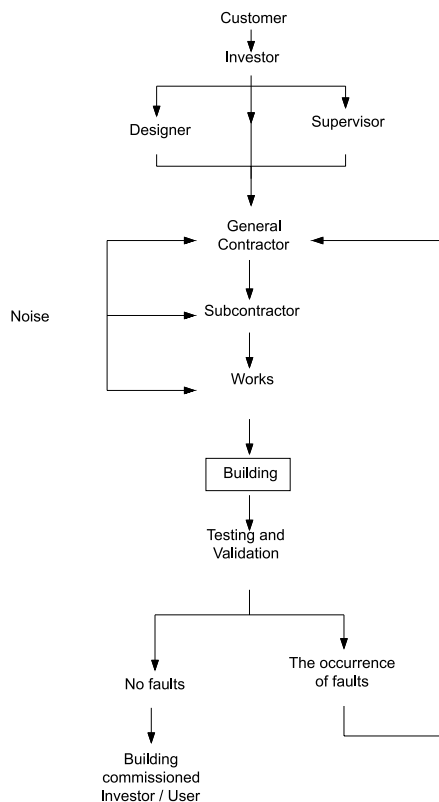 Customer
Investor
Designer
Supervisor
General
Contractor
Noise
Subcontractor
Works
Building
Testing and
Validation
No faults
The occurrence
of faults
Building
commissioned
Investor / User